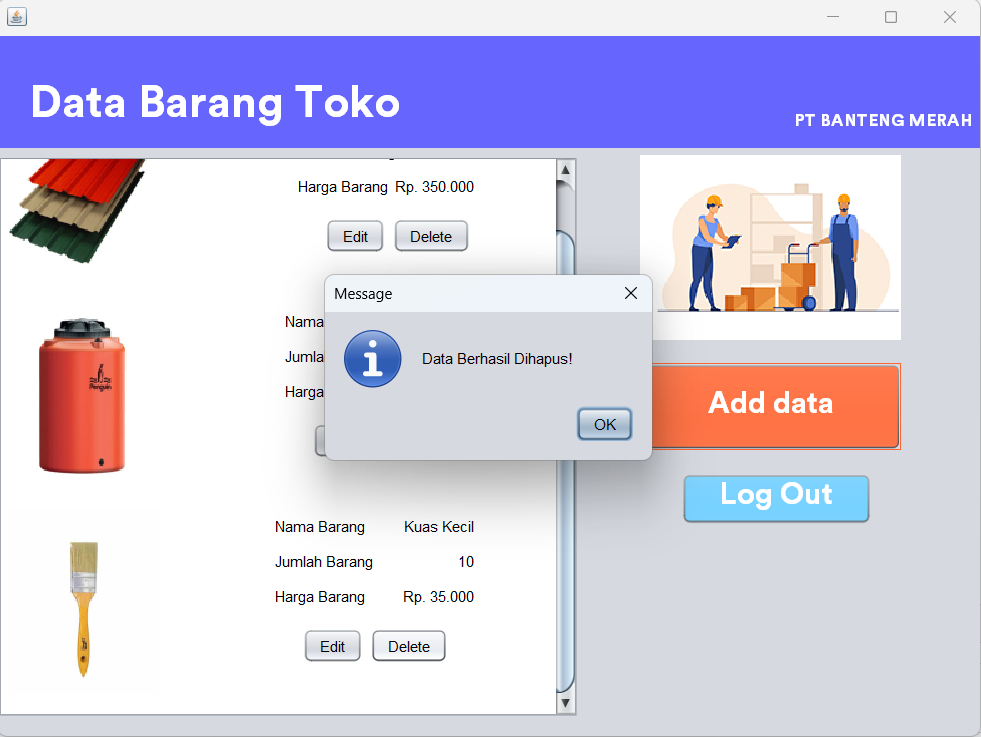 Data Barang Toko
PT BANTENG MERAH
Harga Barang Rp. 350.000
Edit Delete
Message
Nama
Jumla
Harga
Data Berhasil Dihapus!
OK
Add data
Log Out
Penguin
Nama Barang Kuas Kecil
Jumlah Barang 10
Harga Barang Rp. 35.000
Edit Delete